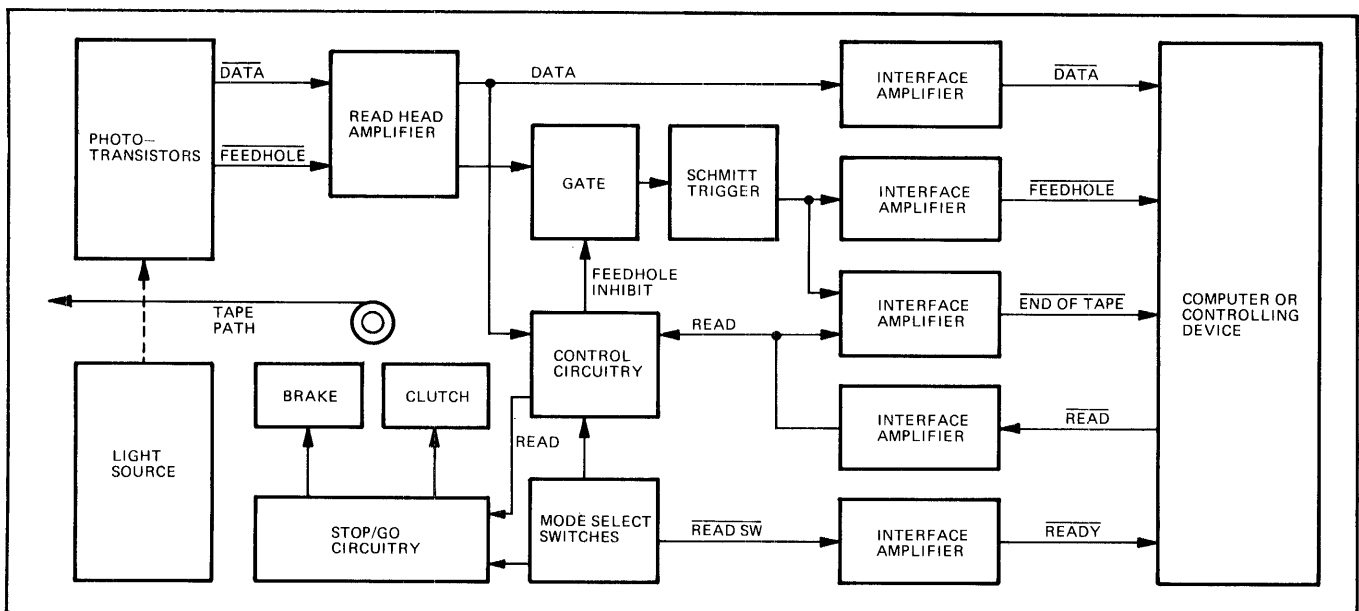 PHOTO–
TRANSISTORS
DATA
FEEDHOLE
READ HEAD
AMPLIFIER
DATA
GATE
SCHMITT
TRIGGER
INTERFACE
AMPLIFIER
DATA
INTERFACE
AMPLIFIER
FEEDHOLE
INTERFACE
AMPLIFIER
END OF TAPE
COMPUTER OR
CONTROLLING
DEVICE
FEEDHOLE
INHIBIT
TAPE
PATH
READ
CONTROL
CIRCUITRY
BRAKE
CLUTCH
READ
INTERFACE
AMPLIFIER
READ
LIGHT
SOURCE
STOP/GO
CIRCUITRY
MODE SELECT
SWITCHES
READ SW
INTERFACE
AMPLIFIER
READY